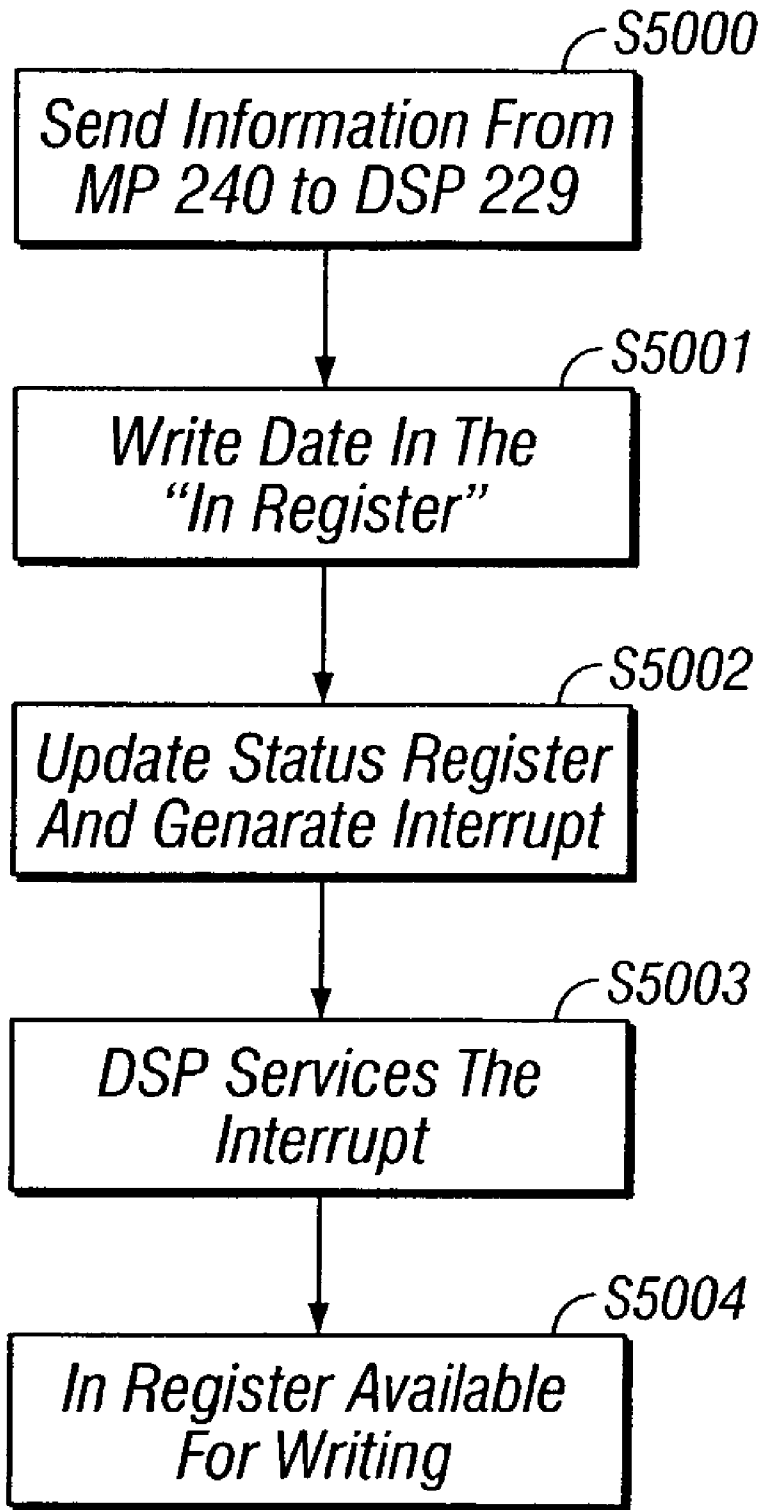 S5000
Send Information From
MP 240 to DSP 229
S5001
Write Date In The
“In Register”
S5002
Update Status Register
And Genarate Interrupt
S5003
DSP Services The
Interrupt
S5004
In Register Available
For Writing